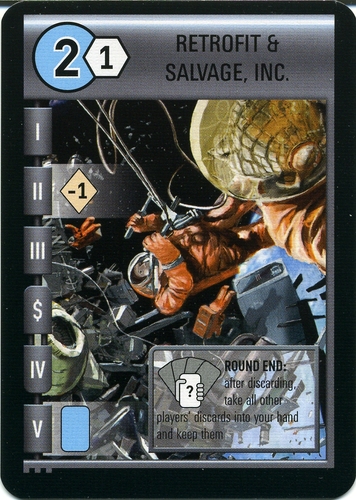 2 1
RETROFIT &
SALVAGE, INC.
I
II
-1
III
$
IV
V
?
ROUND END:
after discarding,
take all other
players' discards into your hand
and keep them